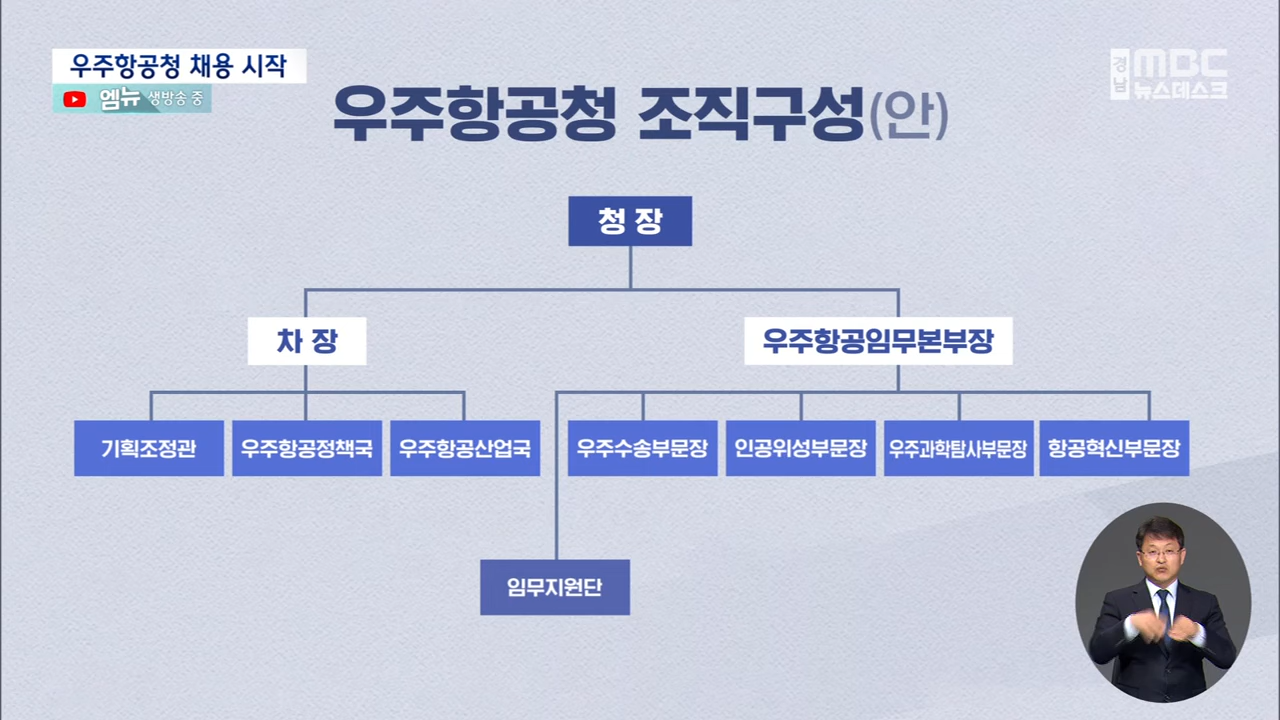 우주항공청 채용 시작
엠뉴 생방송 중
경남 MBC 뉴스데스크
우주항공청 조직구성(안)
청 장
차 장
우주항공임무본부장
기획조정관
우주항공정책국
우주항공산업국
우주수송부문장
인공위성부문장
우주과학탐사부문장
항공혁신부문장
임무지원단